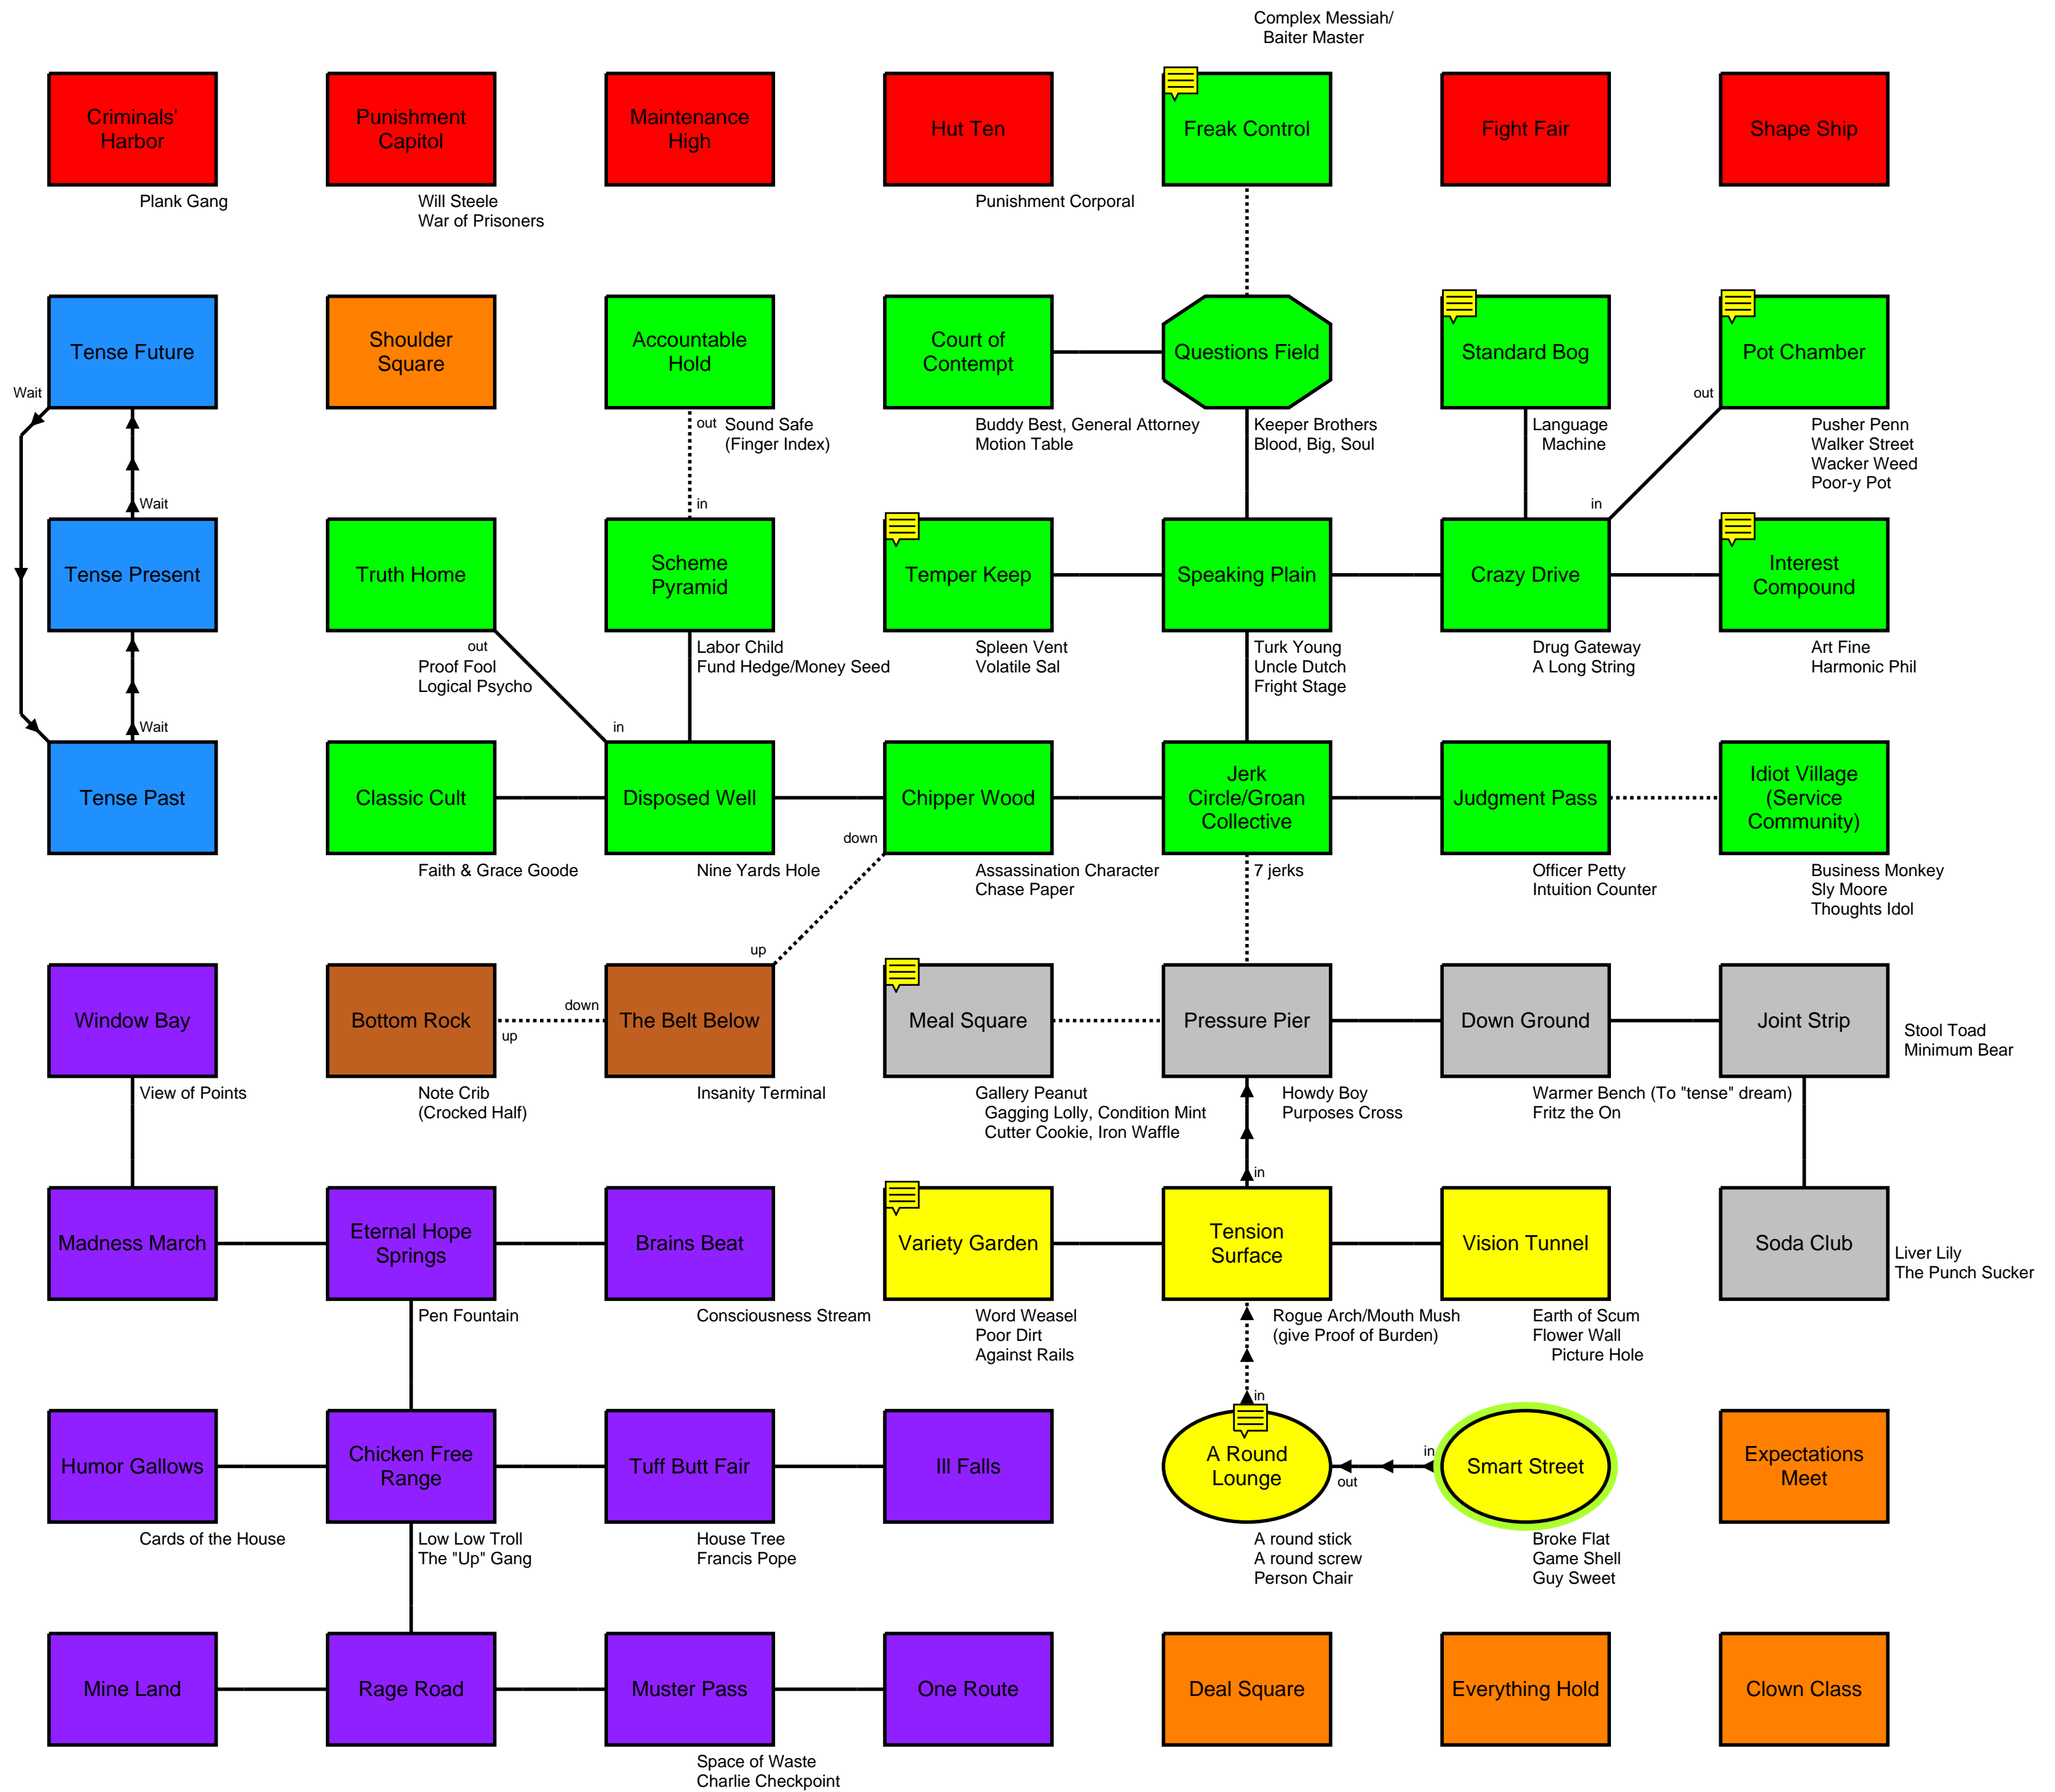 Complex Messiah/
Baiter Master
Criminals'
Harbor
Punishment
Capitol
Maintenance
High
Hut Ten
Freak Control
Fight Fair
Shape Ship
Plank Gang
Will Steele
War of Prisoners
Punishment Corporal
Tense Future
Shoulder
Square
Accountable
Hold
Court of
Contempt
Questions Field
Standard Bog
Pot Chamber
Wait
out
out Sound Safe
(Finger Index)
Buddy Best, General Attorney
Motion Table
Keeper Brothers
Blood, Big, Soul
Language
Machine
Pusher Penn
Walker Street
Wacker Weed
Poor-y Pot
Wait
in
in
Tense Present
Truth Home
Scheme
Pyramid
Temper Keep
Speaking Plain
Crazy Drive
Interest
Compound
out
Proof Fool
Logical Psycho
Labor Child
Fund Hedge/Money Seed
Spleen Vent
Volatile Sal
Turk Young
Uncle Dutch
Fright Stage
Drug Gateway
A Long String
Art Fine
Harmonic Phil
Wait
in
Tense Past
Classic Cult
Disposed Well
Chipper Wood
Jerk
Circle/Groan
Collective
Judgment Pass
Idiot Village
(Service
Community)
down
Faith & Grace Goode
Nine Yards Hole
Assassination Character
Chase Paper
7 jerks
Officer Petty
Intuition Counter
Business Monkey
Sly Moore
Thoughts Idol
up
Window Bay
Bottom Rock
down
up
The Belt Below
Meal Square
Pressure Pier
Down Ground
Joint Strip
Stool Toad
Minimum Bear
View of Points
Note Crib
(Crocked Half)
Insanity Terminal
Gallery Peanut
Gagging Lolly, Condition Mint
Cutter Cookie, Iron Waffle
Howdy Boy
Purposes Cross
Warmer Bench (To "tense" dream)
Fritz the On
in
Madness March
Eternal Hope
Springs
Brains Beat
Variety Garden
Tension
Surface
Vision Tunnel
Soda Club
Liver Lily
The Punch Sucker
Pen Fountain
Consciousness Stream
Word Weasel
Poor Dirt
Against Rails
Rogue Arch/Mouth Mush
(give Proof of Burden)
Earth of Scum
Flower Wall
Picture Hole
in
Humor Gallows
Chicken Free
Range
Tuff Butt Fair
Ill Falls
A Round
Lounge
out
in
Smart Street
Expectations
Meet
Cards of the House
Low Low Troll
The "Up" Gang
House Tree
Francis Pope
A round stick
A round screw
Person Chair
Broke Flat
Game Shell
Guy Sweet
Mine Land
Rage Road
Muster Pass
One Route
Deal Square
Everything Hold
Clown Class
Space of Waste
Charlie Checkpoint